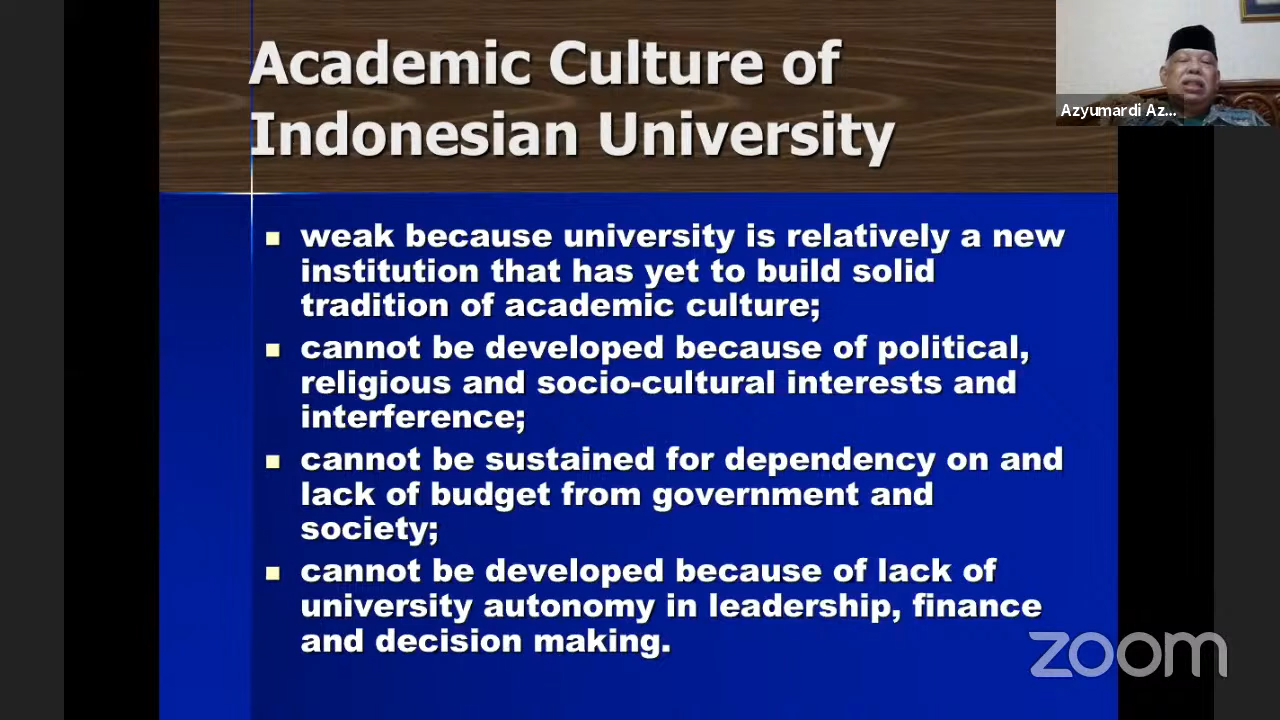 Academic Culture of
Indonesian University
Azyumardi Az...
weak because university is relatively a new
institution that has yet to build solid
tradition of academic culture;
cannot be developed because of political,
religious and socio-cultural interests and
interference;
cannot be sustained for dependency on and
lack of budget from government and
society;
cannot be developed because of lack of
university autonomy in leadership, finance
and decision making.
zoom